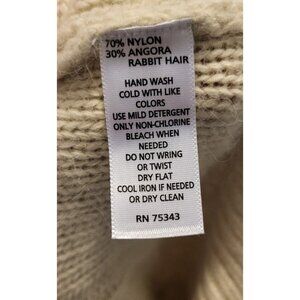 70% NYLON
30% ANGORA
RABBIT HAIR
HAND WASH
COLD WITH LIKE
COLORS
USE MILD DETERGENT
ONLY NON-CHLORINE
BLEACH WHEN
NEEDED
DO NOT WRING
OR TWIST
DRY FLAT
COOL IRON IF NEEDED
OR DRY CLEAN
RN 75343